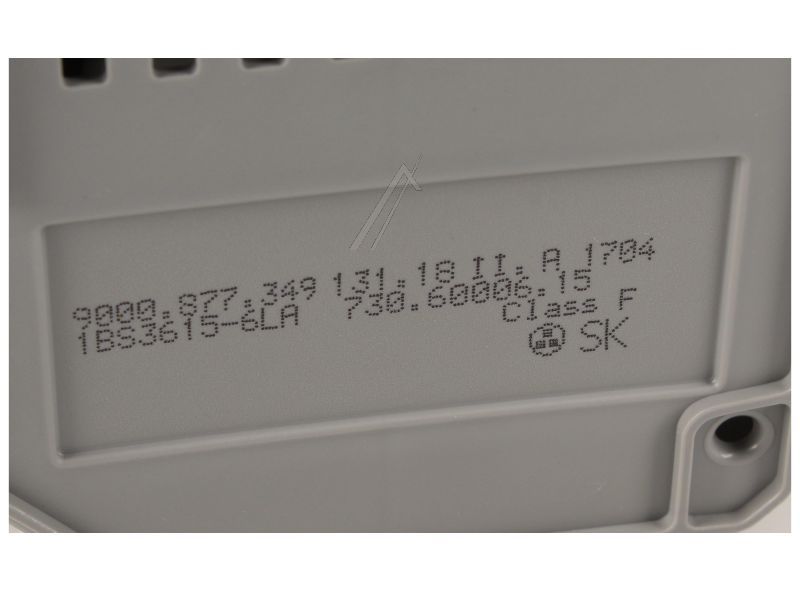 9000.877.349 131.18 II. A 1704
1BS3615-6LA 730.60006.15
Class F
SK